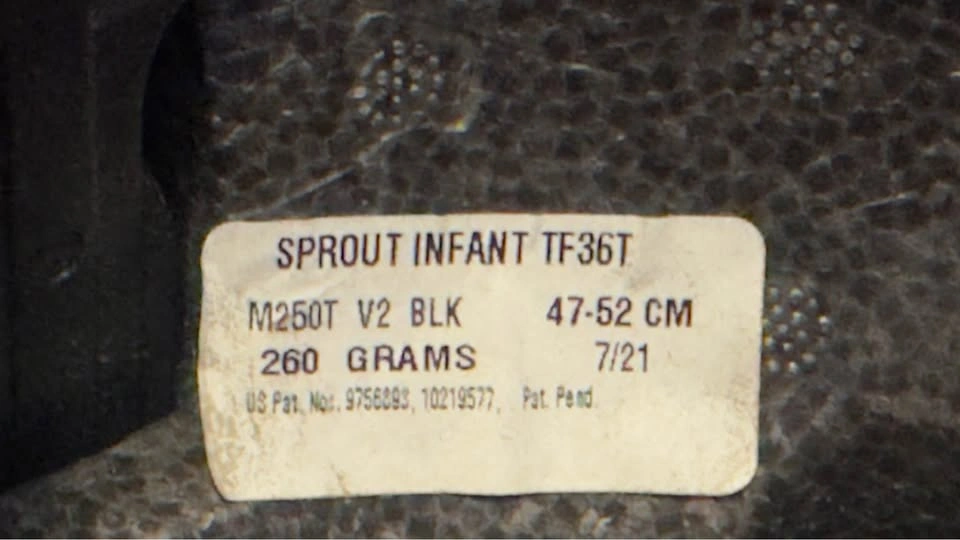 SPROUT INFANT TF36T
M250T V2 BLK 47-52 CM
260 GRAMS 7/21
US Pat. Nos. 9756893, 10219577, Pat. Pend.